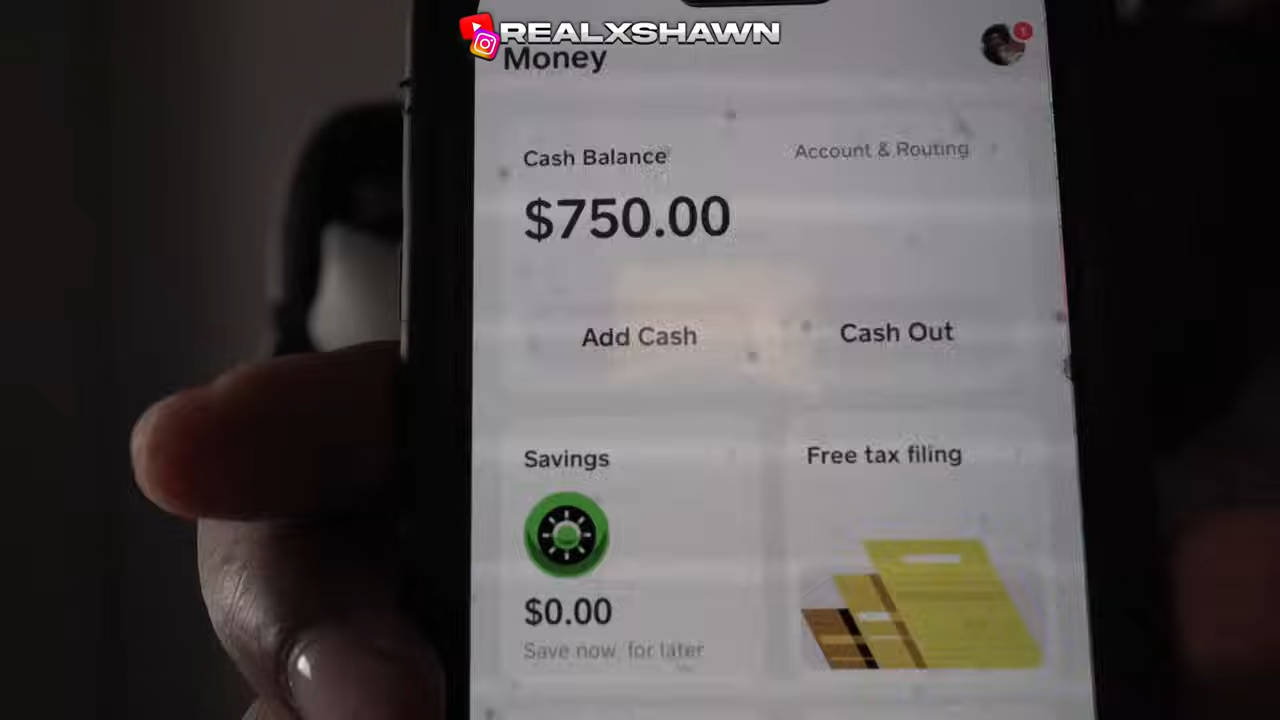 REALXSHAWN
Money
1
Cash Balance
Account & Routing
$750.00
Add Cash
Cash Out
Savings
Free tax filing
$0.00
Save now, for later